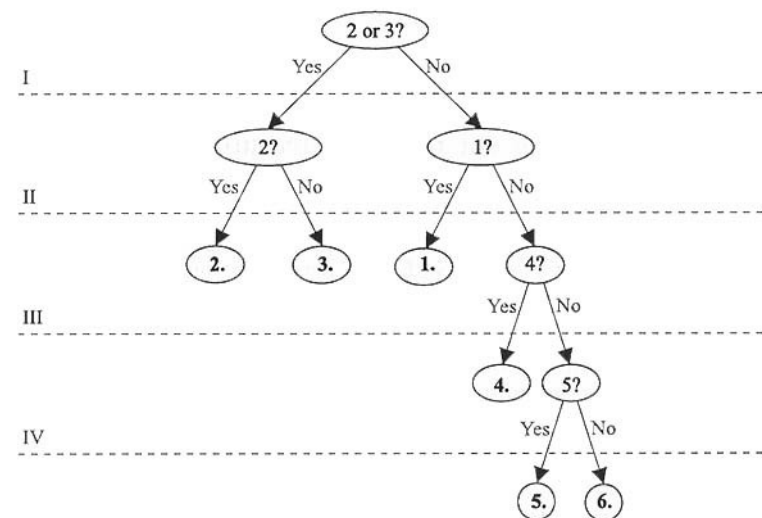 2 or 3?
Yes No
I
2? 1?
Yes No Yes No
II
2. 3. 1. 4?
Yes No
III
4. 5?
Yes No
IV
5. 6.